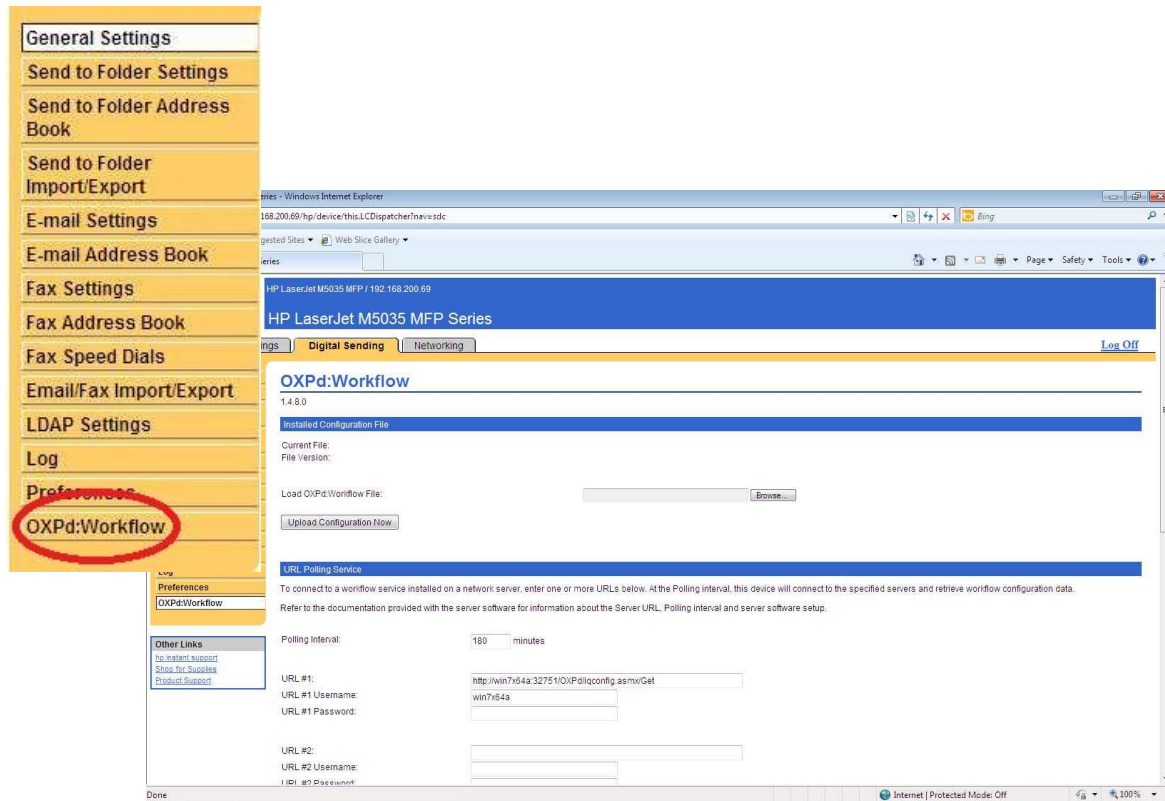 General Settings
Send to Folder Settings
Send to Folder Address
Book
Send to Folder
Import/Export
E-mail Settings
E-mail Address Book
Fax Settings
Fax Address Book
Fax Speed Dials
Email/Fax Import/Export
LDAP Settings
Log
Preferences
OXPd:Workflow
eries - Windows Internet Explorer
168.200.69/hp/device/this.LCDispatcher?nav=sdc
Bing
gested Sites
Web Slice Gallery
eries
Page Safety Tools
HP LaserJet M5035 MFP / 192.168.200.69
HP LaserJet M5035 MFP Series
ngs Digital Sending Networking Log Off
OXPd:Workflow
1.4.8.0
Installed Configuration File
Current File:
File Version:
Load OXPd:Workflow File: Browse...
Upload Configuration Now
URL Polling Service
To connect to a workflow service installed on a network server, enter one or more URLs below. At the Polling interval, this device will connect to the specified servers and retrieve workflow configuration data.
Refer to the documentation provided with the server software for information about the Server URL, Polling interval and server software setup.
Polling Interval: 180 minutes
URL #1: http://win7x64a:32751/OXPd/iqconfig.asmx/Get
URL #1 Username: win7x64a
URL #1 Password:
URL #2:
URL #2 Username:
URL #2 Password:
Log
Preferences
OXPd:Workflow
Other Links
hp instant support
Shop for Supplies
Product Support
Done
Internet | Protected Mode: Off
100%